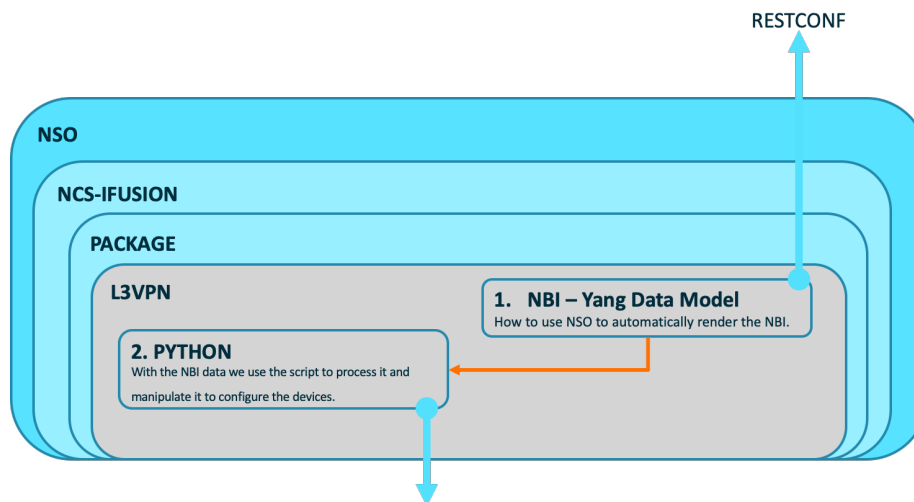 RESTCONF
NSO
NCS-IFUSION
PACKAGE
L3VPN
1. NBI – Yang Data Model
How to use NSO to automatically render the NBI.
2. PYTHON
With the NBI data we use the script to process it and
manipulate it to configure the devices.